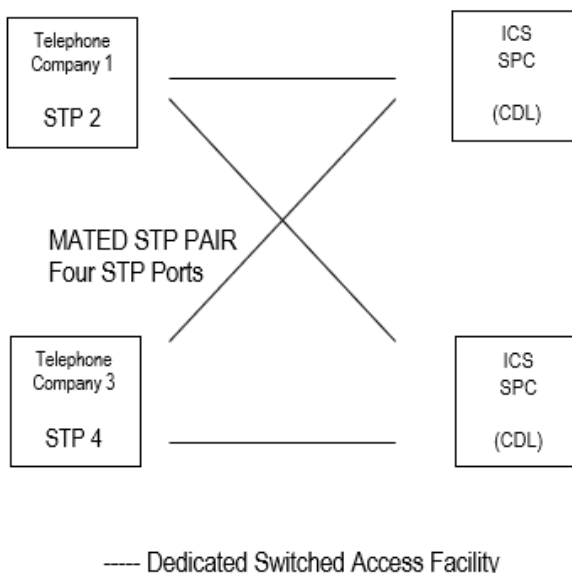 Telephone
Company 1
STP 2
ICS
SPC
(CDL)
MATED STP PAIR
Four STP Ports
Telephone
Company 3
STP 4
ICS
SPC
(CDL)
----- Dedicated Switched Access Facility